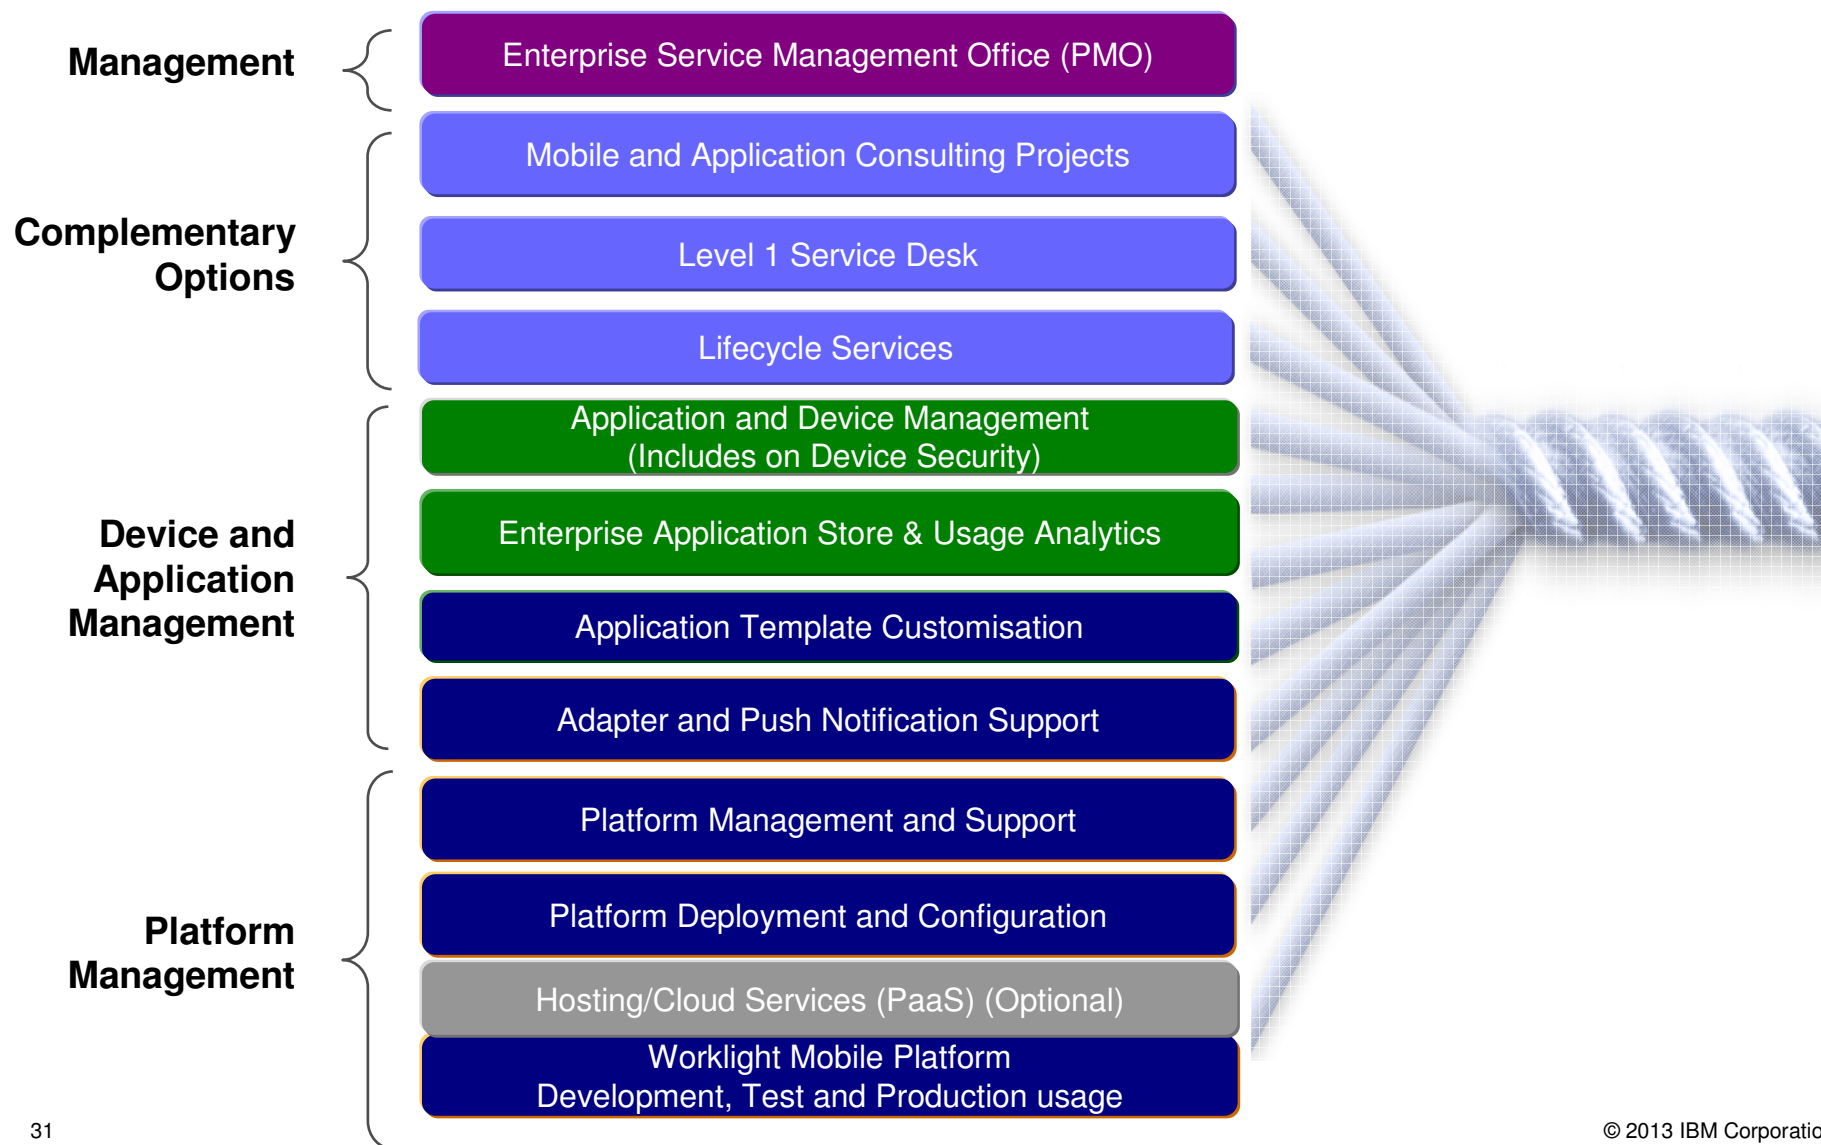 Management
Enterprise Service Management Office (PMO)
Complementary
Options
Mobile and Application Consulting Projects
Level 1 Service Desk
Lifecycle Services
Device and
Application
Management
Application and Device Management
(Includes on Device Security)
Enterprise Application Store & Usage Analytics
Application Template Customisation
Adapter and Push Notification Support
Platform
Management
Platform Management and Support
Platform Deployment and Configuration
Hosting/Cloud Services (PaaS) (Optional)
Worklight Mobile Platform
Development, Test and Production usage
31
© 2013 IBM Corporatio